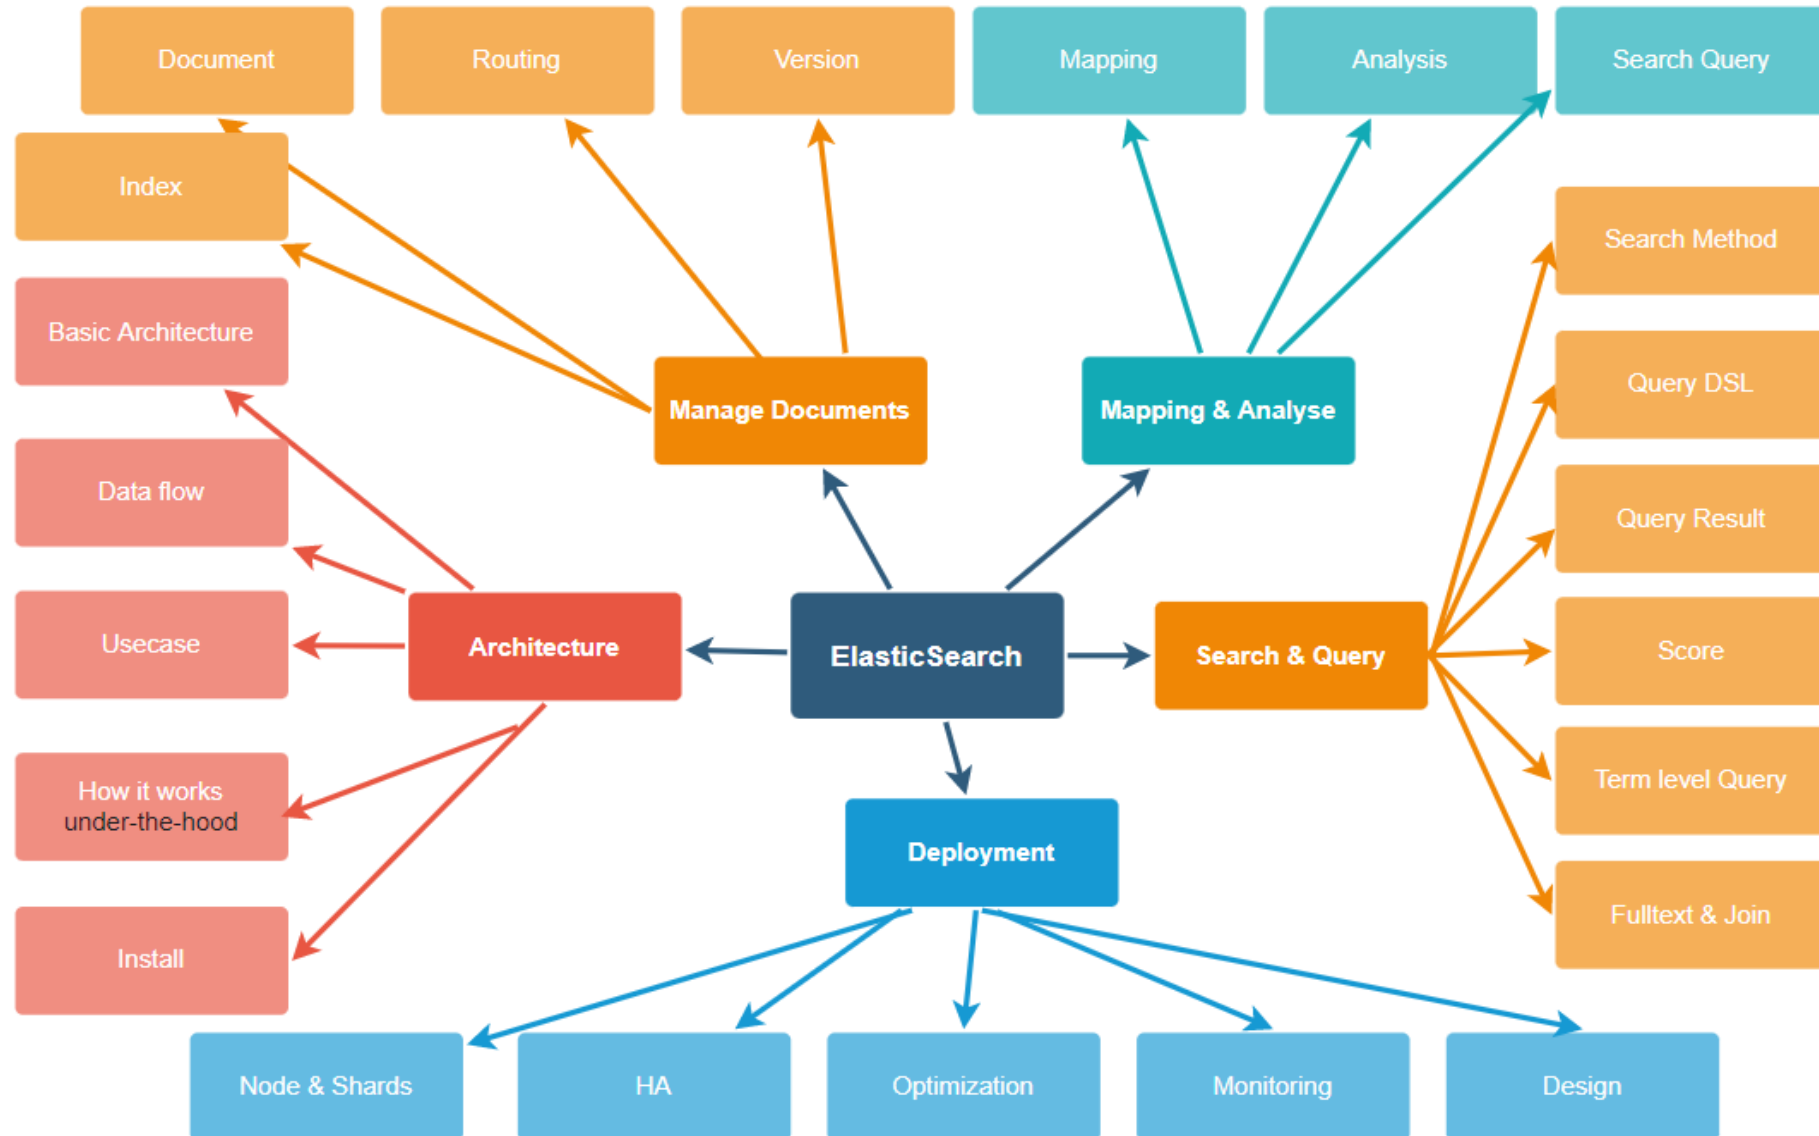 Document
Routing
Version
Mapping
Analysis
Search Query
Index
Search Method
Basic Architecture
Query DSL
Manage Documents
Mapping & Analyse
Data flow
Query Result
Usecase
Architecture
ElasticSearch
Search & Query
Score
How it works
under-the-hood
Term level Query
Deployment
Fulltext & Join
Install
Node & Shards
HA
Optimization
Monitoring
Design